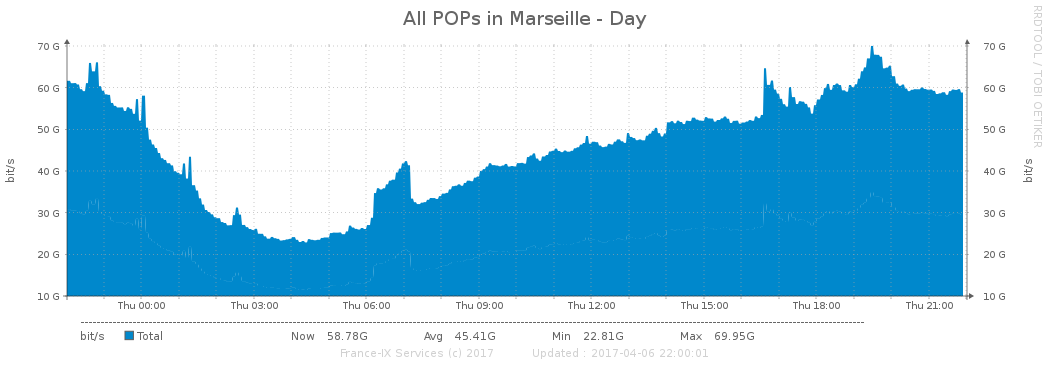 All POPs in Marseille - Day
RRDTOOL / TOBI OETIKER
bit/s
70 G 70 G
60 G 60 G
50 G 50 G
40 G 40 G
30 G 30 G
20 G 20 G
10 G 10 G
bit/s
Thu 00:00 Thu 03:00 Thu 06:00 Thu 09:00 Thu 12:00 Thu 15:00 Thu 18:00 Thu 21:00
bit/s Total Now 58.78G Avg 45.41G Min 22.81G Max 69.95G
France-IX Services (c) 2017 Updated : 2017-04-06 22:00:01